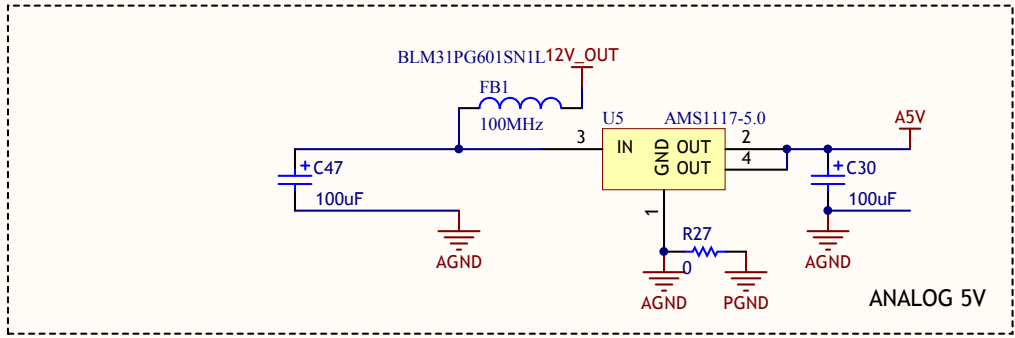 BLM31PG601SN1L 12V_OUT
FB1
100MHz
U5 AMS1117-5.0
A5V
3 IN GND OUT 2
OUT 4
+ C47
100uF
+ C30
100uF
1
R27
0
AGND
AGND
PGND
AGND
ANALOG 5V